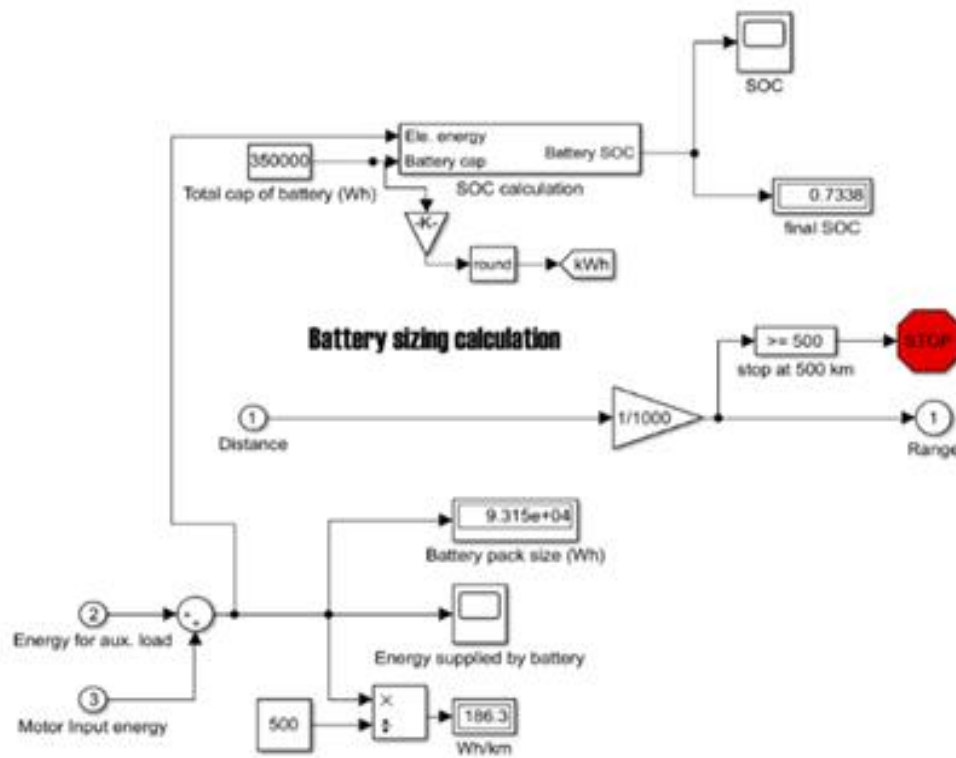 SOC
Ele. energy
Battery cap
Battery SOC
350000
Total cap of battery (Wh)
SOC calculation
0.7338
final SOC
-K-
round
kWh
Battery sizing calculation
>= 500
stop at 500 km
STOP
1
Distance
1/1000
1
Range
9.315e+04
Battery pack size (Wh)
2
Energy for aux. load
Energy supplied by battery
3
Motor Input energy
500
186.3
Wh/km